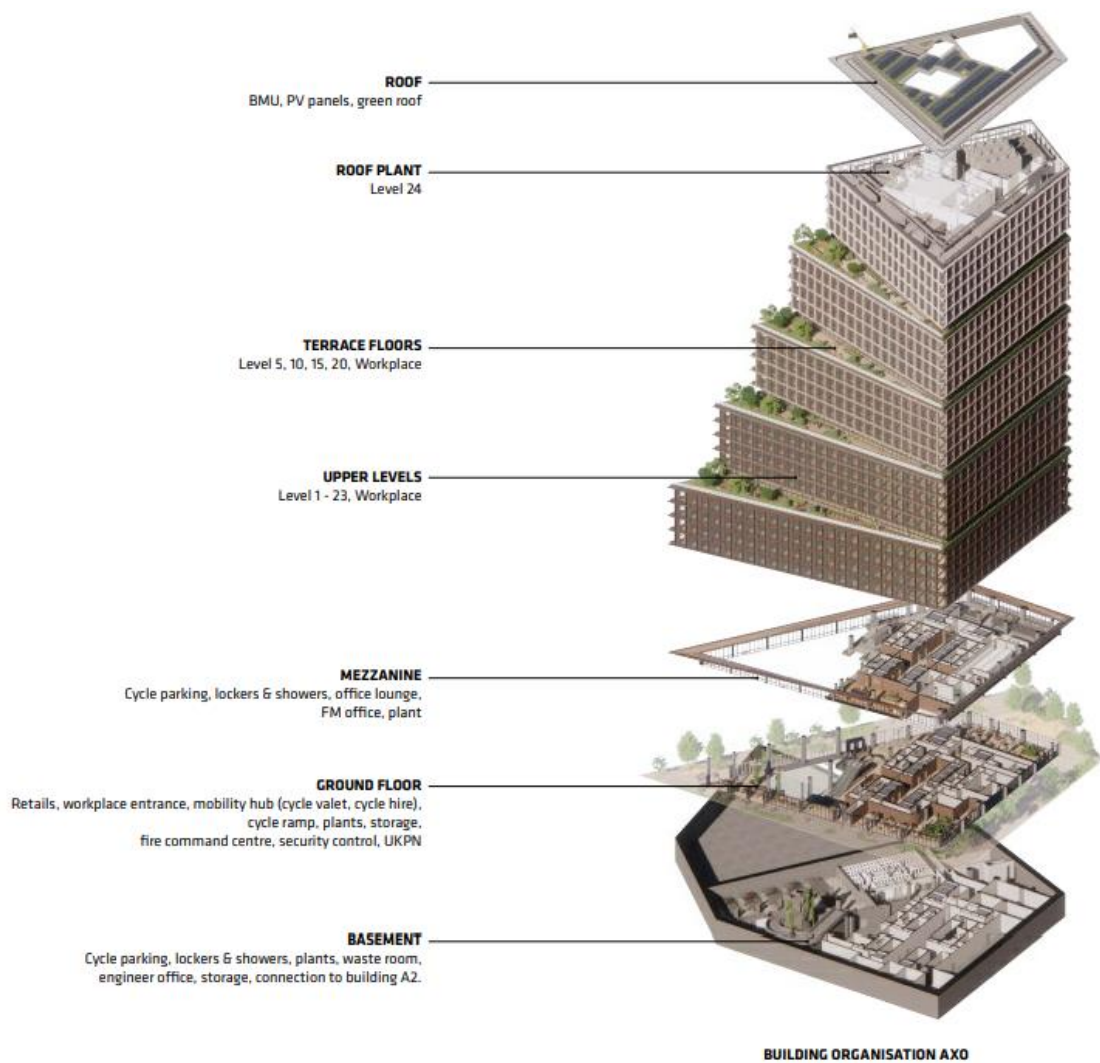 ROOF
BMU, PV panels, green roof
ROOF PLANT
Level 24
TERRACE FLOORS
Level 5, 10, 15, 20, Workplace
UPPER LEVELS
Level 1 - 23, Workplace
MEZZANINE
Cycle parking, lockers & showers, office lounge,
FM office, plant
GROUND FLOOR
Retails, workplace entrance, mobility hub (cycle valet, cycle hire),
cycle ramp, plants, storage,
fire command centre, security control, UKPN
BASEMENT
Cycle parking, lockers & showers, plants, waste room,
engineer office, storage, connection to building A2.
BUILDING ORGANISATION AXO